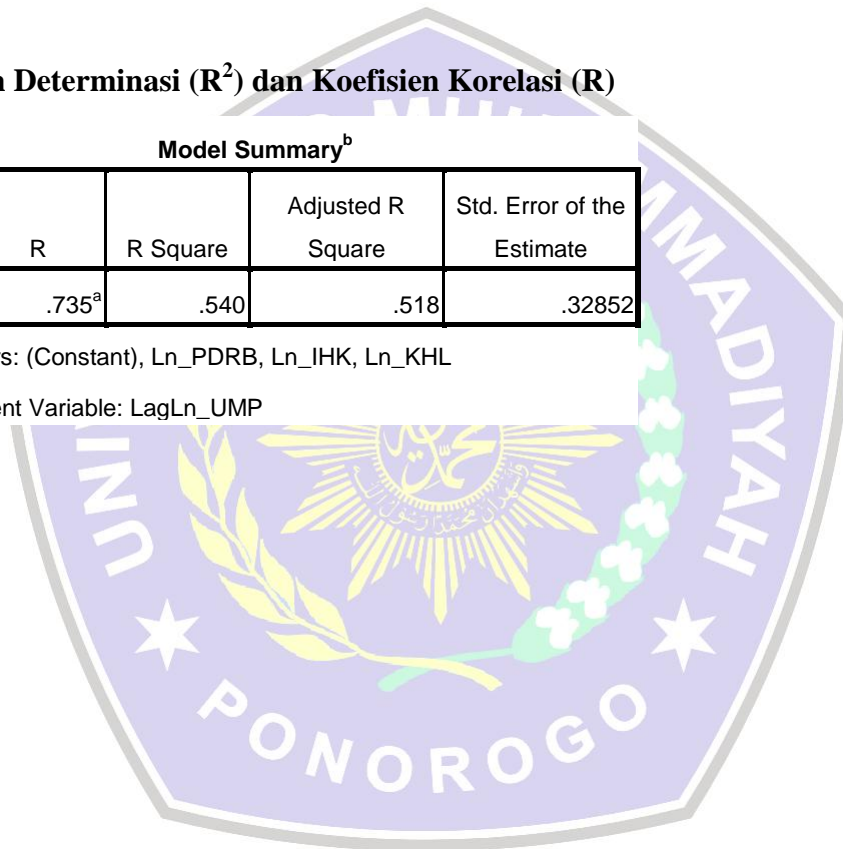 Determinasi (R²) dan Koefisien Korelasi (R)
Model Summaryᵇ
R R Square Adjusted R Square Std. Error of the Estimate
.735ᵃ .540 .518 .32852
(Constant), Ln_PDRB, Ln_IHK, Ln_KHL
Variable: LagLn_UMP
PONOROGO